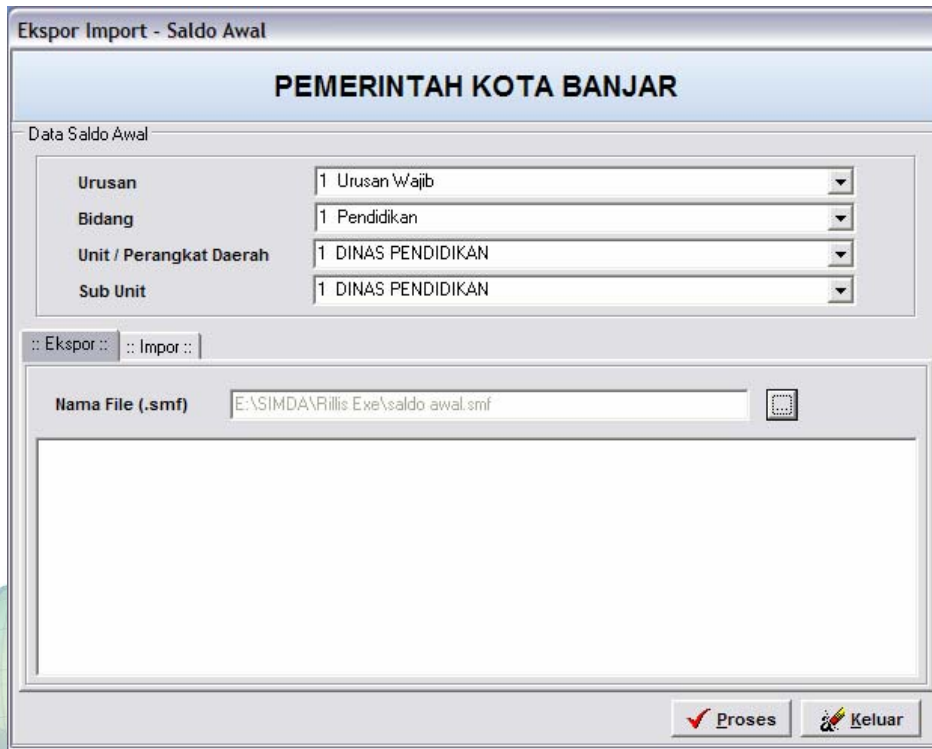 Ekspor Import - Saldo Awal
PEMERINTAH KOTA BANJAR
Data Saldo Awal
Urusan 1 Urusan Wajib
Bidang 1 Pendidikan
Unit / Perangkat Daerah 1 DINAS PENDIDIKAN
Sub Unit 1 DINAS PENDIDIKAN
:: Ekspor :: :: Impor ::
Nama File (.smf) E:\SIMDA\Rillis Exe\saldo awal.smf ...
Proses Keluar